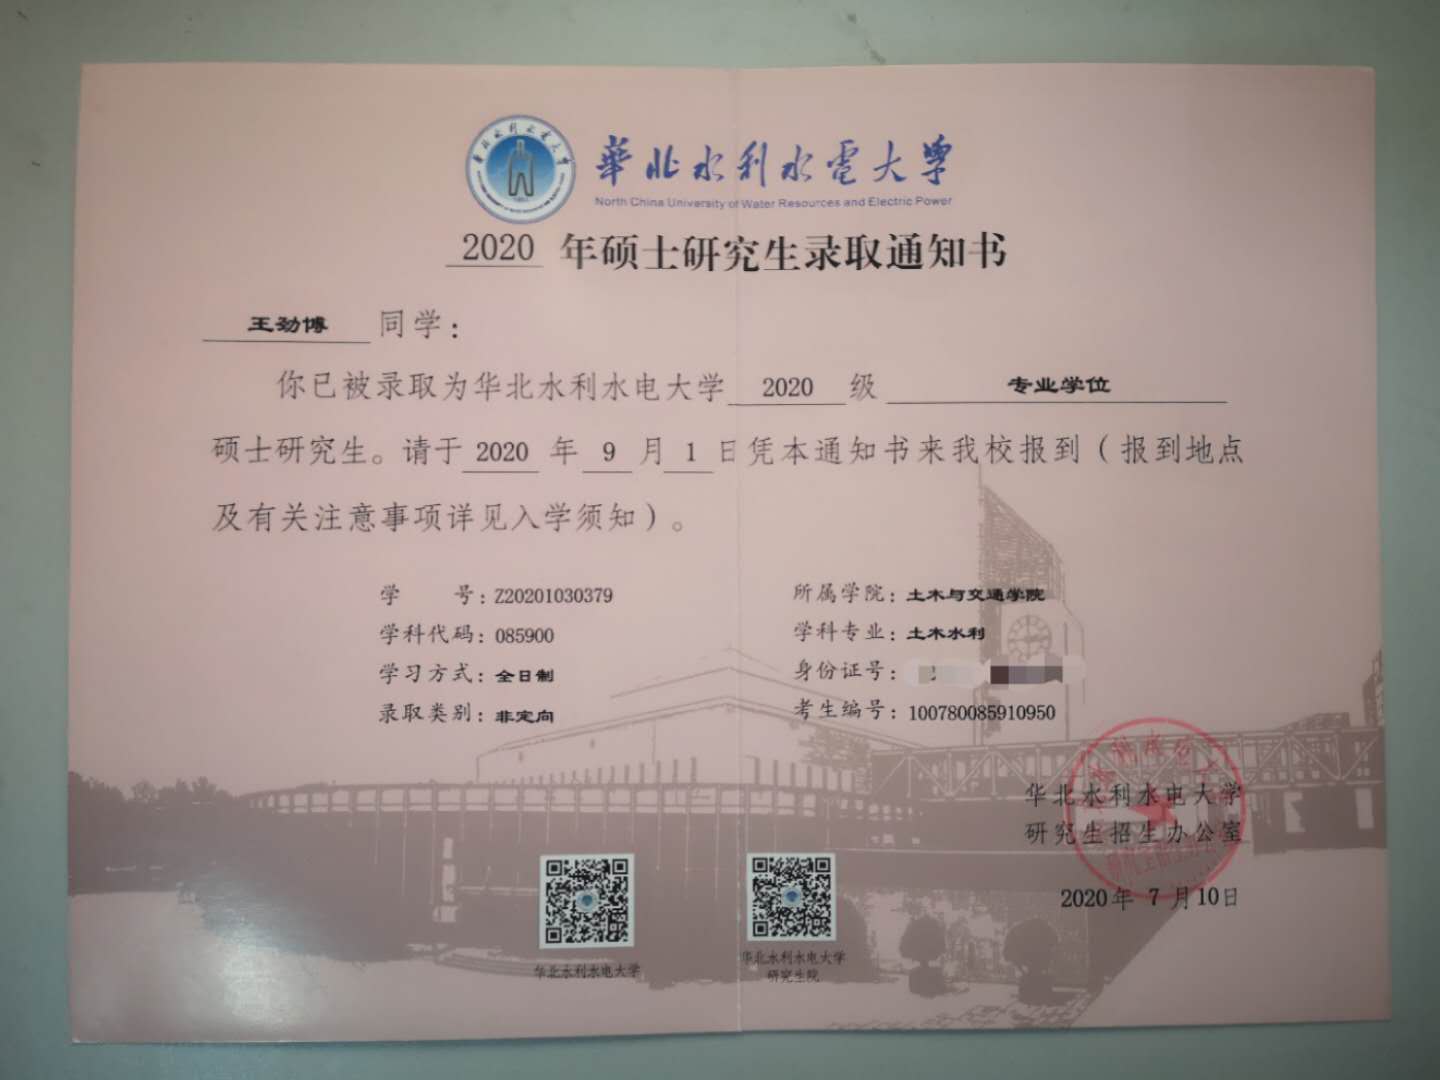 華北水利水電大學
North China University of Water Resources and Electric Power
2020 年硕士研究生录取通知书
王劲博 同学：
你已被录取为华北水利水电大学 2020 级 专业学位
硕士研究生。请于 2020 年 9 月 1 日凭本通知书来我校报到（报到地点
及有关注意事项详见入学须知）。
学 号：Z20201030379
所属学院：土木与交通学院
学科代码：085900
学科专业：土木水利
学习方式：全日制
身份证号：
录取类别：非定向
考生编号：100780085910950
华北水利水电大学
研究生招生办公室
2020年 7 月10日
华北水利水电大学
华北水利水电大学
研究生院